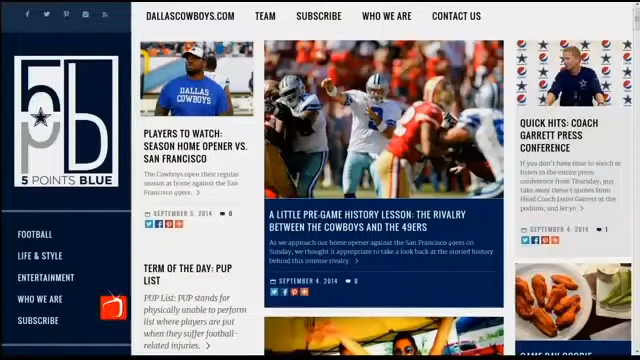 DALLASCOWBOYS.COM TEAM SUBSCRIBE WHO WE ARE CONTACT US
5 POINTS BLUE
FOOTBALL
LIFE & STYLE
ENTERTAINMENT
WHO WE ARE
SUBSCRIBE
DALLAS
COWBOYS
PLAYERS TO WATCH:
SEASON HOME OPENER VS.
SAN FRANCISCO
The Cowboys open their regular
season at home against the San
Francisco 49ers.
SEPTEMBER 5, 2014 0
TERM OF THE DAY: PUP
LIST
PUP List: PUP stands for
physically unable to perform
list where players are put
when they suffer football-
related injuries.
A LITTLE PRE-GAME HISTORY LESSON: THE RIVALRY
BETWEEN THE COWBOYS AND THE 49ERS
As we approach our home opener against the San Francisco 49ers on
Sunday, we thought it appropriate to take a look back at the storied history
behind this intense rivalry.
SEPTEMBER 4, 2014 0
pepsi
QUICK HITS: COACH
GARRETT PRESS
CONFERENCE
If you don't have time to watch or
listen to the entire press
conference from Thursday, just
take away these 5 quotes from
Head Coach Jason Garrett at the
podium, and let yo
SEPTEMBER 4, 2014 1